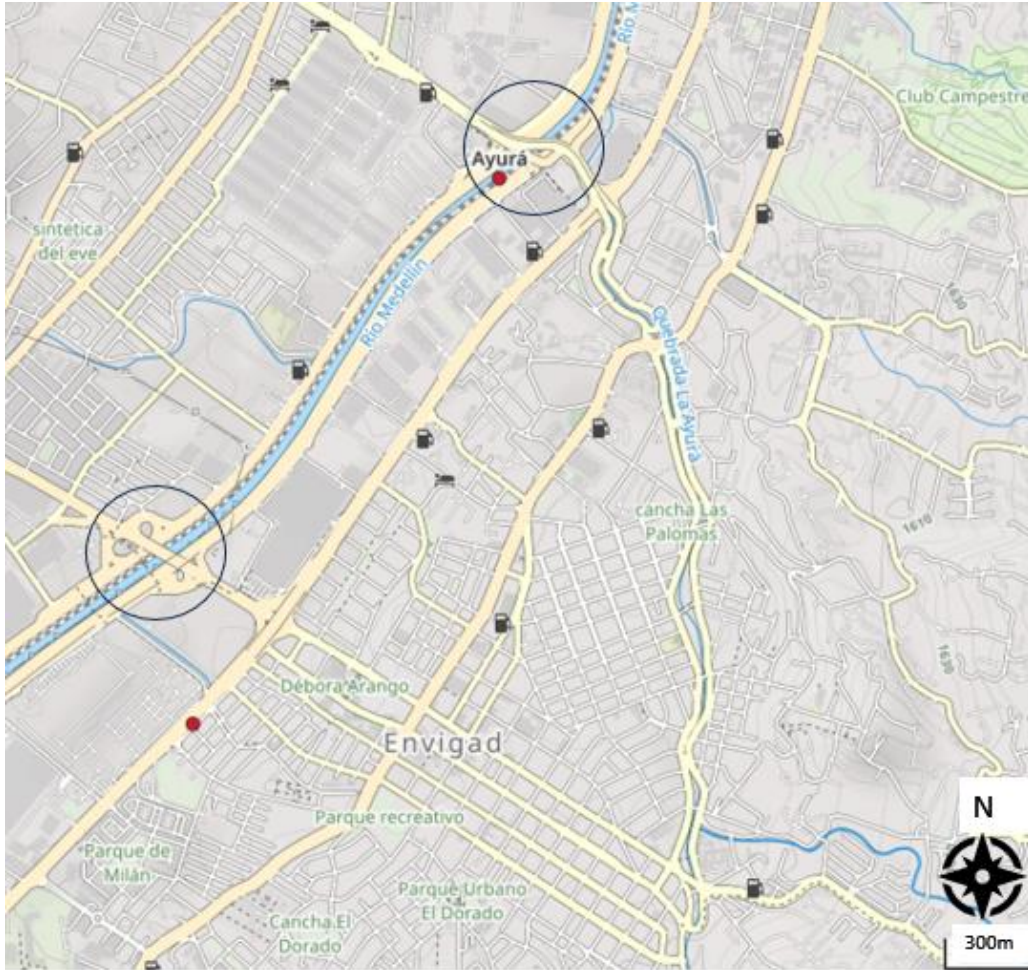 Río M
Club Campestre
Ayurá
sintética
del eve
Río Medellín
1630
Quebrada La Ayurá
cancha Las
Palomas
1610
1630
Débora Arango
Envigad
N
Parque recreativo
Parque de
Milán
Parque Urbano
El Dorado
Cancha El
Dorado
300m